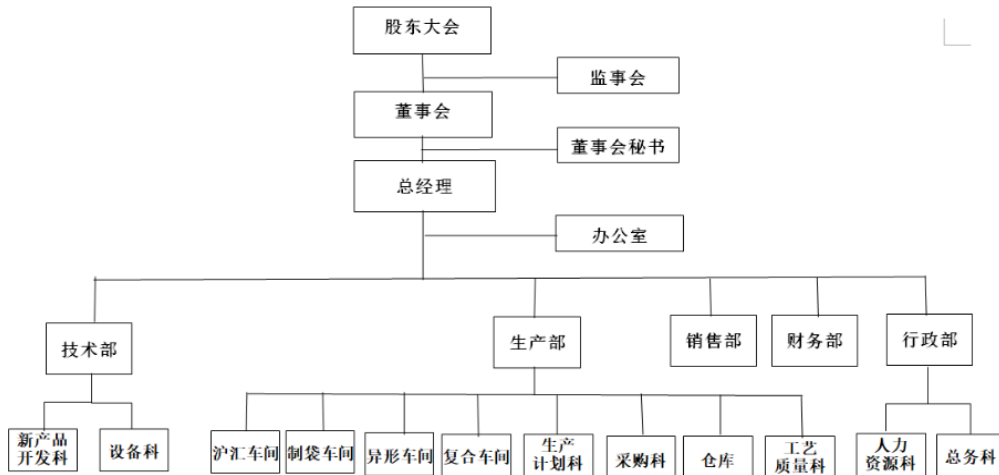 股东大会
监事会
董事会
董事会秘书
总经理
办公室
技术部
生产部
销售部
财务部
行政部
新产品
开发科
设备科
沪汇车间
制袋车间
异形车间
复合车间
生产
计划科
采购科
仓库
工艺
质量科
人力
资源科
总务科